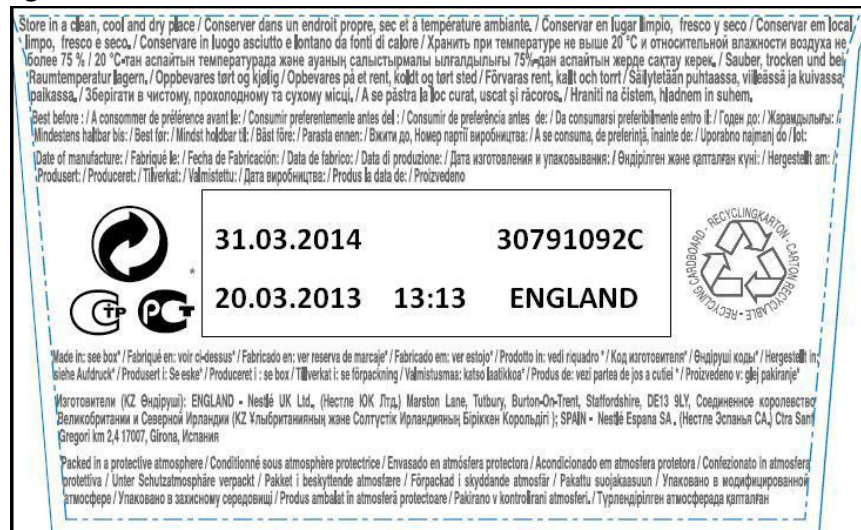 Store in a clean, cool and dry place / Conserver dans un endroit propre, sec et à température ambiante. / Conservar en lugar limpio, fresco y seco / Conservar em local
limpo, fresco e seco. / Conservare in luogo asciutto e lontano da fonti di calore / Хранить при температуре не выше 20 °C и относительной влажности воздуха не
более 75 % / 20 °C-тан аспайтын температурада және ауаның салыстырмалы ылғалдылығы 75%-дан аспайтын жерде сақтау керек. / Sauber, trocken und bei
Raumtemperatur lagern. / Oppbevares tørt og kjølig / Opbevares på et rent, koldt og tørt sted / Förvaras rent, kallt och torrt / Säilytetään puhtaassa, viileässä ja kuivassa
paikassa. / Зберігати в чистому, прохолодному та сухому місці. / A se păstra la loc curat, uscat şi răcoros. / Hraniti na čistem, hladnem in suhem.
Best before : / A consommer de préférence avant le: / Consumir preferentemente antes del : / Consumir de preferência antes de: / Da consumarsi preferibilmente entro il: / Годен до: / Жарамдылығы: /
Mindestens haltbar bis: / Best før: / Mindst holdbar til: / Bäst före: / Parasta ennen: / Вжити до, Номер партії виробництва: / A se consuma, de preferinţă, înainte de: / Uporabno najmanj do / lot:
Date of manufacture: / Fabriqué le: / Fecha de Fabricación: / Data de fabrico: / Data di produzione: / Дата изготовления и упаковывания: / Өндірілген және қапталған күні: / Hergestellt am: /
Produsert: / Produceret: / Tillverkat: / Valmistettu: / Дата виробництва: / Produs la data de: / Proizvedeno
31.03.2014 30791092C
20.03.2013 13:13 ENGLAND
RECYCLINGKARTON - CARTON RECYCLABLE - RECYCLING CARDBOARD -
*
Made in: see box* / Fabriqué en: voir ci-dessus* / Fabricado en: ver reserva de marcaje* / Fabricado em: ver estojo* / Prodotto in: vedi riquadro * / Код изготовителя* / Өндіруші коды* / Hergestellt in:
siehe Aufdruck* / Produsert i: Se eske* / Produceret i : se box / Tillverkat i: se förpackning / Valmistusmaa: katso laatikkoa* / Produs de: vezi partea de jos a cutiei * / Proizvedeno v: glej pakiranje*
Изготовители (KZ Өндіруші): ENGLAND - Nestlé UK Ltd., (Нестле ЮК Лтд.) Marston Lane, Tutbury, Burton-On-Trent, Staffordshire, DE13 9LY, Соединенное королевство
Великобритании и Северной Ирландии (KZ Ұлыбританияның және Солтүстік Ирландияның Біріккен Корольдігі ); SPAIN - Nestlé Espana SA., (Нестле Эспанья СА.) Ctra Sant
Gregori km 2,4 17007, Girona, Испания
Packed in a protective atmosphere / Conditionné sous atmosphère protectrice / Envasado en atmósfera protectora / Acondicionado em atmosfera protetora / Confezionato in atmosfera
protettiva / Unter Schutzatmosphäre verpackt / Pakket i beskyttende atmosfære / Förpackad i skyddande atmosfär / Pakattu suojakaasuun / Упаковано в модифицированной
атмосфере / Упаковано в захисному середовищі / Produs ambalat în atmosferă protectoare / Pakirano v kontrolirani atmosferi. / Түрлендірілген атмосферада қапталған